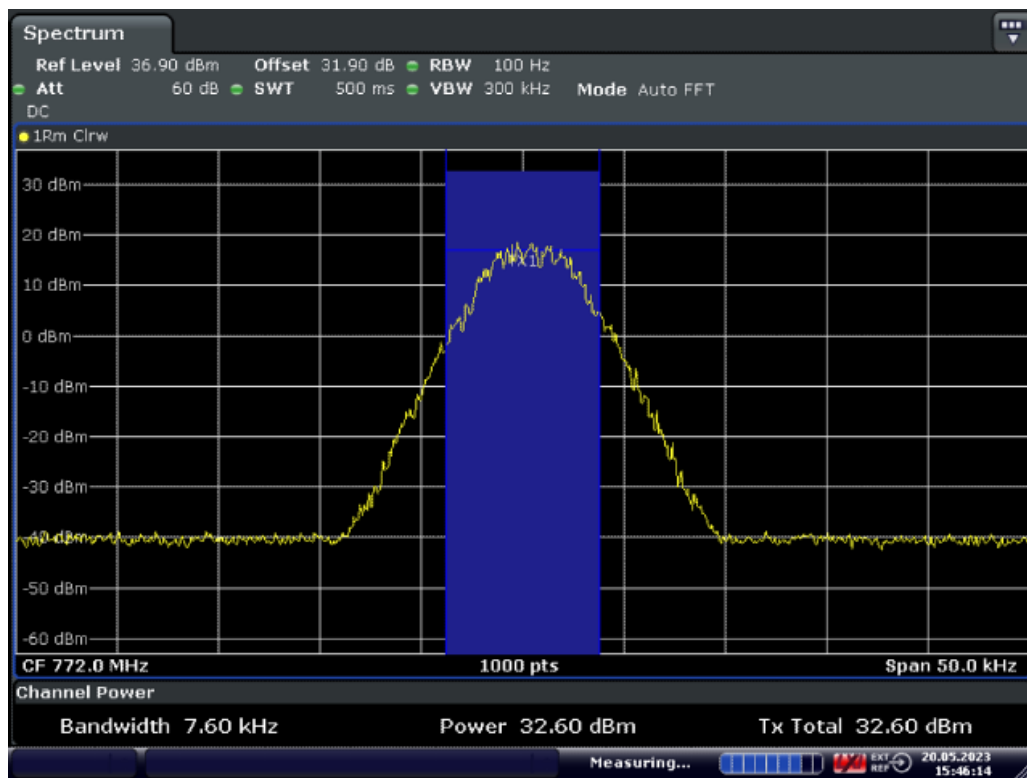 Spectrum
Ref Level 36.90 dBm Offset 31.90 dB RBW 100 Hz
Att 60 dB SWT 500 ms VBW 300 kHz Mode Auto FFT
DC
1Rm Clrw
30 dBm
20 dBm
10 dBm
0 dBm
-10 dBm
-20 dBm
-30 dBm
-40 dBm
-50 dBm
-60 dBm
CF 772.0 MHz 1000 pts Span 50.0 kHz
Channel Power
Bandwidth 7.60 kHz Power 32.60 dBm Tx Total 32.60 dBm
Measuring... EXT REF 20.05.2023
15:46:14